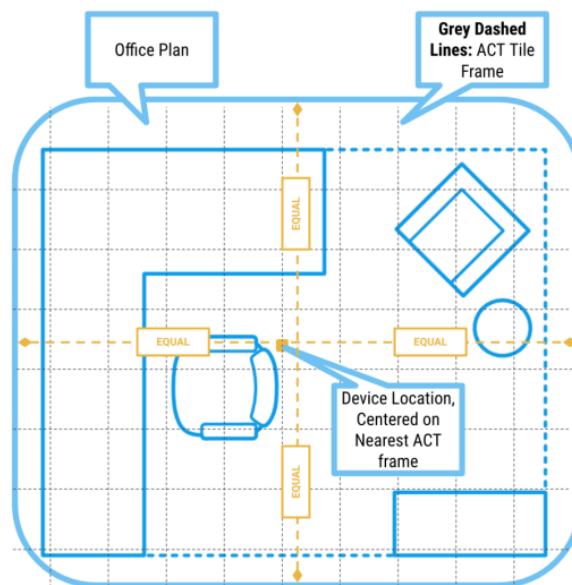 Office Plan
Grey Dashed
Lines: ACT Tile
Frame
EQUAL
EQUAL
EQUAL
Device Location,
Centered on
Nearest ACT
frame
EQUAL